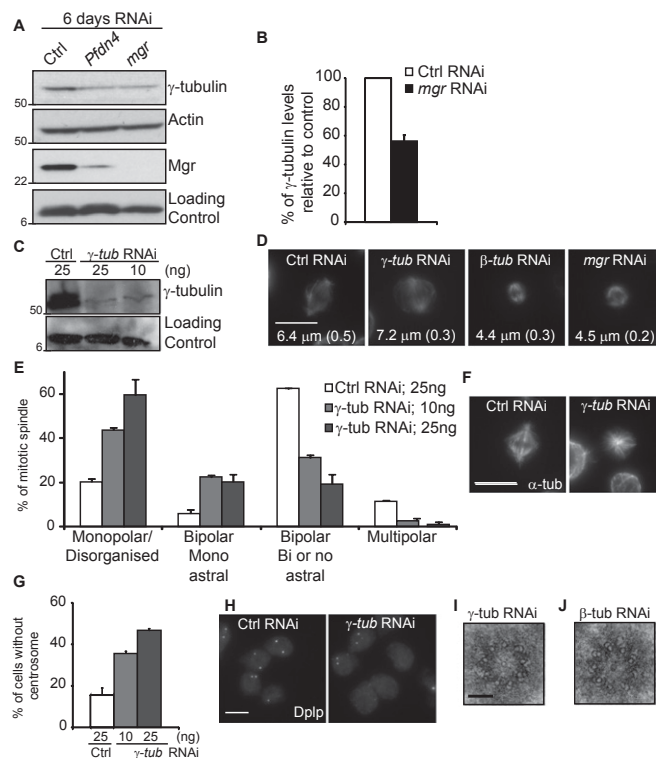 A
6 days RNAi
Ctrl
Pfdn4
mgr
γ-tubulin
50
Actin
50
Mgr
22
Loading
Control
6
B
Ctrl RNAi
mgr RNAi
% of γ-tubulin levels
relative to control
100
80
60
40
20
0
C
Ctrl γ-tub RNAi
25 25 10 (ng)
γ-tubulin
50
Loading
Control
6
D
Ctrl RNAi γ-tub RNAi β-tub RNAi mgr RNAi
6.4 μm (0.5) 7.2 μm (0.3) 4.4 μm (0.3) 4.5 μm (0.2)
E
% of mitotic spindle
60
40
20
0
Ctrl RNAi; 25ng
γ-tub RNAi; 10ng
γ-tub RNAi; 25ng
Monopolar/
Disorganised
Bipolar
Mono
astral
Bipolar
Bi or no
astral
Multipolar
F
Ctrl RNAi γ-tub RNAi
α-tub
G
% of cells without
centrosome
60
40
20
0
25 10 25 (ng)
Ctrl γ-tub RNAi
H
Ctrl RNAi γ-tub RNAi
Dplp
I
γ-tub RNAi
J
β-tub RNAi